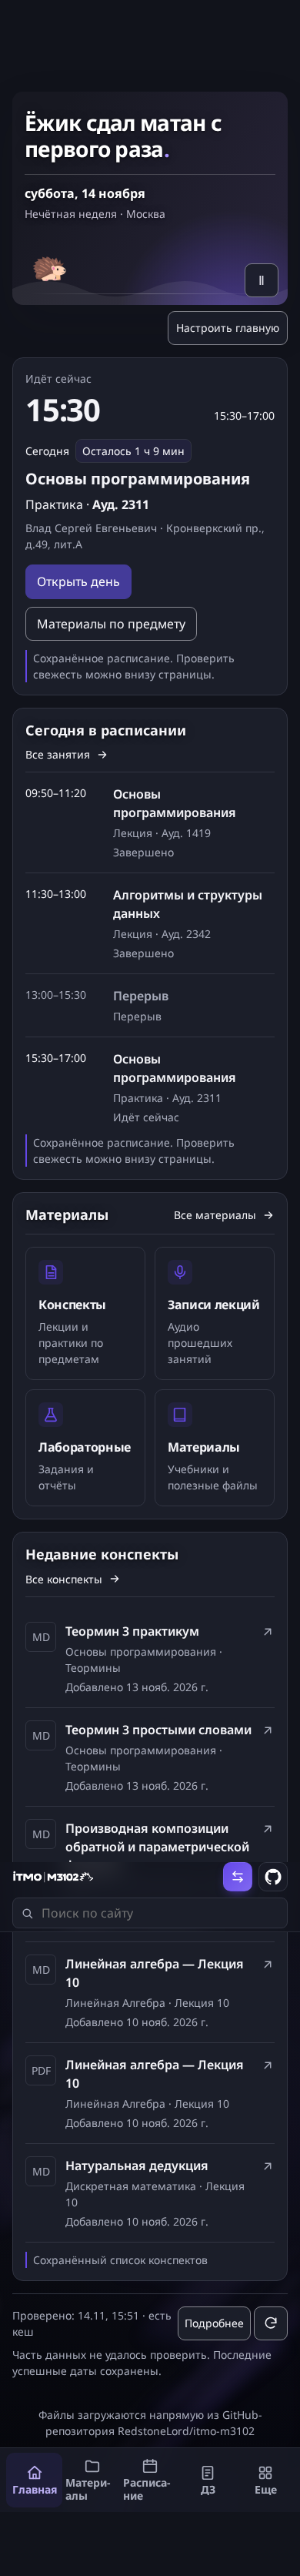 Ёжик сдал матан с
первого раза.
суббота, 14 ноября
Нечётная неделя · Москва
Настроить главную
Идёт сейчас
15:30
15:30–17:00
Сегодня
Осталось 1 ч 9 мин
Основы программирования
Практика · Ауд. 2311
Влад Сергей Евгеньевич · Кронверкский пр.,
д.49, лит.А
Открыть день
Материалы по предмету
Сохранённое расписание. Проверить
свежесть можно внизу страницы.
Сегодня в расписании
Все занятия →
09:50–11:20
Основы
программирования
Лекция · Ауд. 1419
Завершено
11:30–13:00
Алгоритмы и структуры
данных
Лекция · Ауд. 2342
Завершено
13:00–15:30
Перерыв
Перерыв
15:30–17:00
Основы
программирования
Практика · Ауд. 2311
Идёт сейчас
Сохранённое расписание. Проверить
свежесть можно внизу страницы.
Материалы
Все материалы →
Конспекты
Лекции и
практики по
предметам
Записи лекций
Аудио
прошедших
занятий
Лабораторные
Задания и
отчёты
Материалы
Учебники и
полезные файлы
Недавние конспекты
Все конспекты →
MD
Теормин 3 практикум
Основы программирования ·
Теормины
Добавлено 13 нояб. 2026 г.
MD
Теормин 3 простыми словами
Основы программирования ·
Теормины
Добавлено 13 нояб. 2026 г.
MD
Производная композиции
обратной и параметрической
ITMO M3102
Поиск по сайту
MD
Линейная алгебра — Лекция
10
Линейная Алгебра · Лекция 10
Добавлено 10 нояб. 2026 г.
PDF
Линейная алгебра — Лекция
10
Линейная Алгебра · Лекция 10
Добавлено 10 нояб. 2026 г.
MD
Натуральная дедукция
Дискретная математика · Лекция
10
Добавлено 10 нояб. 2026 г.
Сохранённый список конспектов
Проверено: 14.11, 15:51 · есть
кеш
Подробнее
Часть данных не удалось проверить. Последние
успешные даты сохранены.
Файлы загружаются напрямую из GitHub-
репозитория RedstoneLord/itmo-m3102
Главная
Матери-
алы
Расписа-
ние
ДЗ
Еще